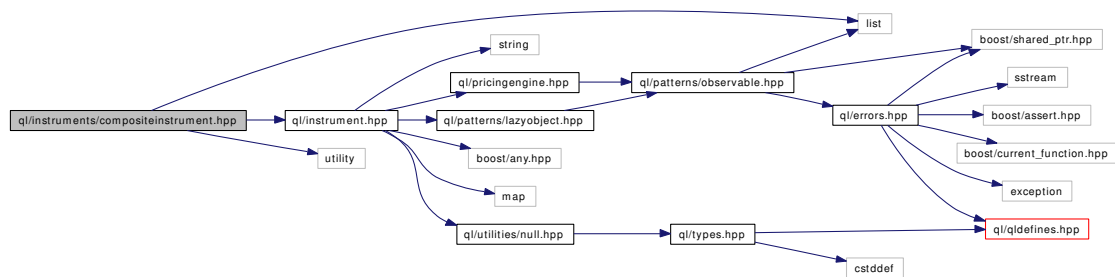 list
string
boost/shared_ptr.hpp
ql/pricingengine.hpp
ql/patterns/observable.hpp
sstream
ql/instruments/compositeinstrument.hpp
ql/instrument.hpp
ql/patterns/lazyobject.hpp
ql/errors.hpp
boost/assert.hpp
utility
boost/any.hpp
boost/current_function.hpp
map
exception
ql/utilities/null.hpp
ql/types.hpp
ql/qldefines.hpp
cstddef